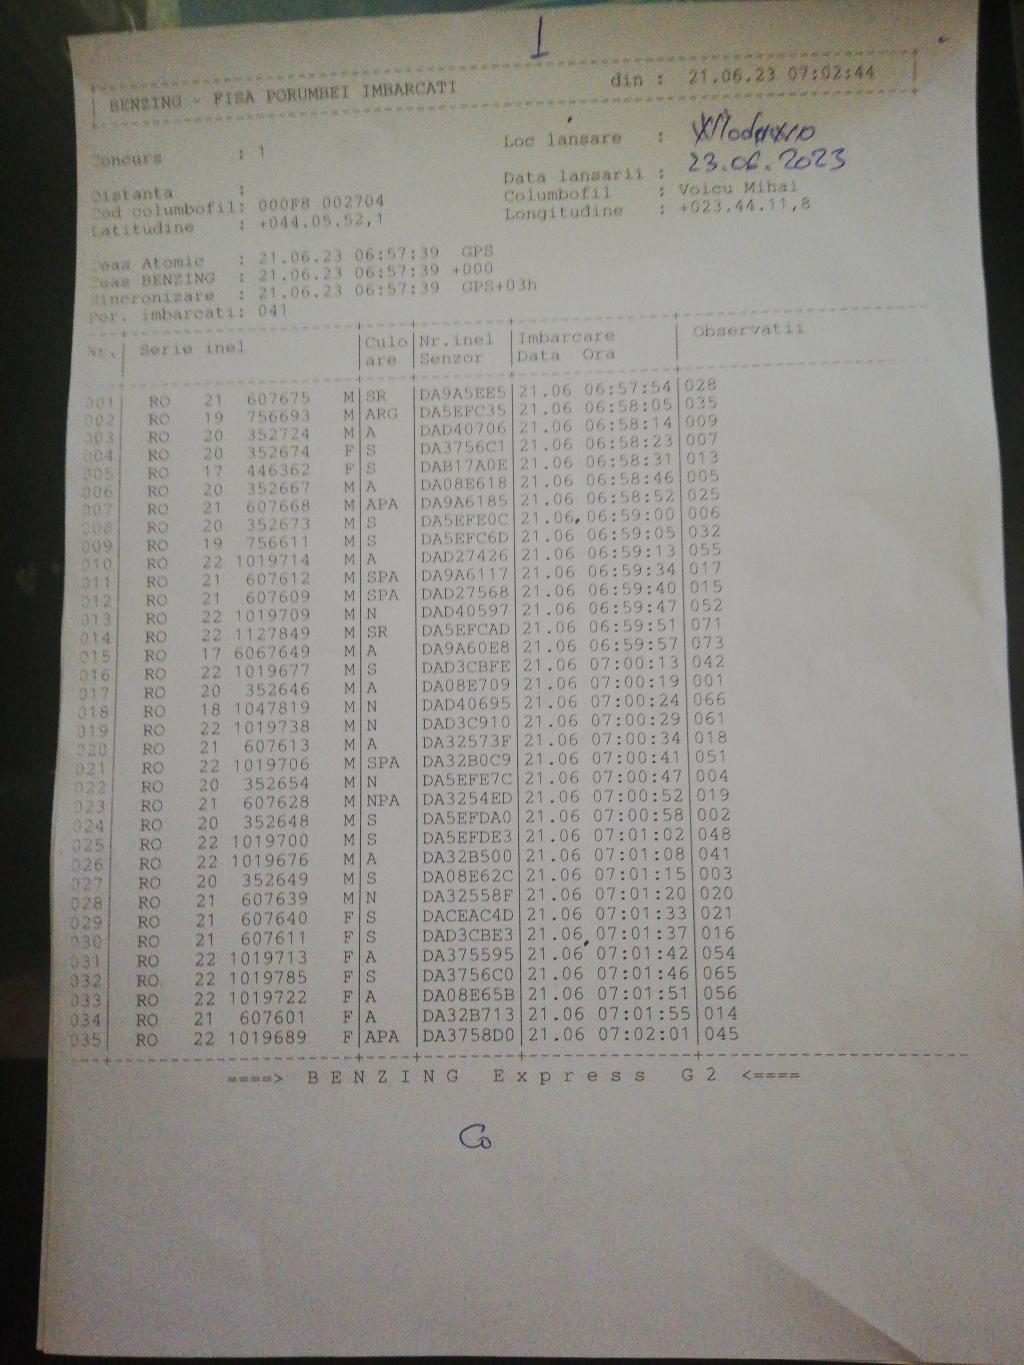 1
BENZING - FISA PORUMBEI IMBARCATI din : 21.06.23 07:02:44
Concurs : 1 Loc lansare :
Data lansarii : 23.06.2023
Distanta : Columbofil : Voicu Mihai
Cod columbofil: 000F8 002704 Longitudine : +023.44.11,8
Latitudine : +044.05.52,1
Ceas Atomic : 21.06.23 06:57:39 GPS
Ceas BENZING : 21.06.23 06:57:39 +000
Sincronizare : 21.06.23 06:57:39 GPS+03h
Por. imbarcati: 041
Nr. Serie inel Culo Nr.inel Imbarcare Observatii
are Senzor Data Ora
001 RO 21 607675 M SR DA9A5EE5 21.06 06:57:54 028
002 RO 19 756693 M ARG DA5EFC35 21.06 06:58:05 035
003 RO 20 352724 M A DAD40706 21.06 06:58:14 009
004 RO 20 352674 F S DA3756C1 21.06 06:58:23 007
005 RO 17 446362 F S DAB17A0E 21.06 06:58:31 013
006 RO 20 352667 M A DA08E618 21.06 06:58:46 005
007 RO 21 607668 M APA DA9A6185 21.06 06:58:52 025
008 RO 20 352673 M S DA5EFE0C 21.06 06:59:00 006
009 RO 19 756611 M S DA5EFC6D 21.06 06:59:05 032
010 RO 22 1019714 M A DAD27426 21.06 06:59:13 055
011 RO 21 607612 M SPA DA9A6117 21.06 06:59:34 017
012 RO 21 607609 M SPA DAD27568 21.06 06:59:40 015
013 RO 22 1019709 M N DAD40597 21.06 06:59:47 052
014 RO 22 1127849 M SR DA5EFCAD 21.06 06:59:51 071
015 RO 17 6067649 M A DA9A60E8 21.06 06:59:57 073
016 RO 22 1019677 M S DAD3CBFE 21.06 07:00:13 042
017 RO 20 352646 M A DA08E709 21.06 07:00:19 001
018 RO 18 1047819 M N DAD40695 21.06 07:00:24 066
019 RO 22 1019738 M N DAD3C910 21.06 07:00:29 061
020 RO 21 607613 M A DA32573F 21.06 07:00:34 018
021 RO 22 1019706 M SPA DA32B0C9 21.06 07:00:41 051
022 RO 20 352654 M N DA5EFE7C 21.06 07:00:47 004
023 RO 21 607628 M NPA DA3254ED 21.06 07:00:52 019
024 RO 20 352648 M S DA5EFDA0 21.06 07:00:58 002
025 RO 22 1019700 M S DA5EFDE3 21.06 07:01:02 048
026 RO 22 1019676 M A DA32B500 21.06 07:01:08 041
027 RO 20 352649 M S DA08E62C 21.06 07:01:15 003
028 RO 21 607639 M N DA32558F 21.06 07:01:20 020
029 RO 21 607640 F S DACEAC4D 21.06 07:01:33 021
030 RO 21 607611 F S DAD3CBE3 21.06 07:01:37 016
031 RO 22 1019713 F A DA375595 21.06 07:01:42 054
032 RO 22 1019785 F S DA3756C0 21.06 07:01:46 065
033 RO 22 1019722 F A DA08E65B 21.06 07:01:51 056
034 RO 21 607601 F A DA32B713 21.06 07:01:55 014
035 RO 22 1019689 F APA DA3758D0 21.06 07:02:01 045
====> BENZING Express G2 <====